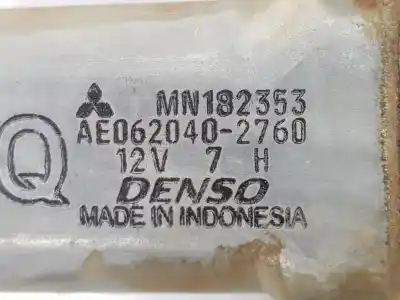 MN182353
AE062040-2760
12V 7 H
Q
DENSO
MADE IN INDONESIA